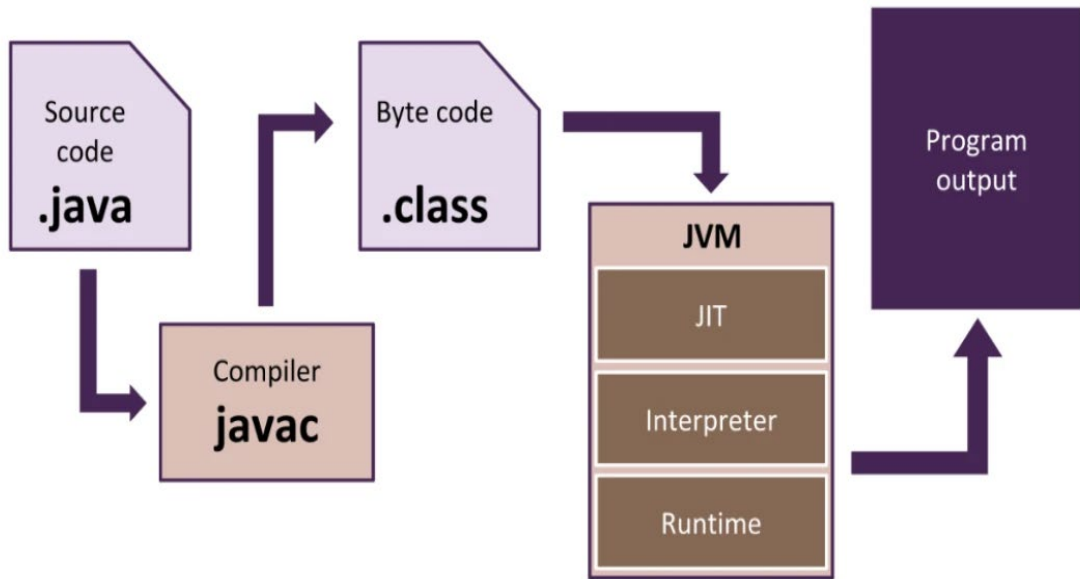 Source
code
.java
Compiler
javac
Byte code
.class
JVM
JIT
Interpreter
Runtime
Program
output